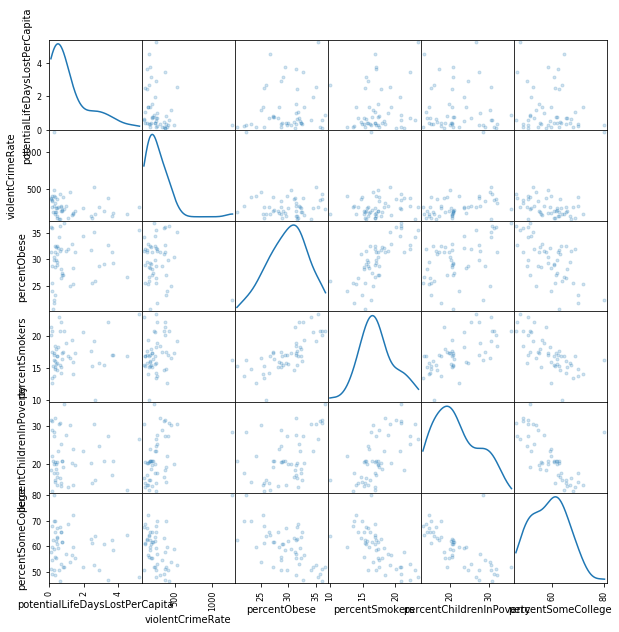 potentialLifeDaysLostPerCapita
4
2
0
violentCrimeRate
500
percentObese
35
30
25
percentSmokers
20
15
10
percentChildrenInPoverty
30
20
percentSomeCollege
80
70
60
50
0
2
4
potentialLifeDaysLostPerCapita
500
1000
violentCrimeRate
25
30
35
percentObese
10
20
percentSmokers
20
30
percentChildrenInPoverty
60
80
percentSomeCollege